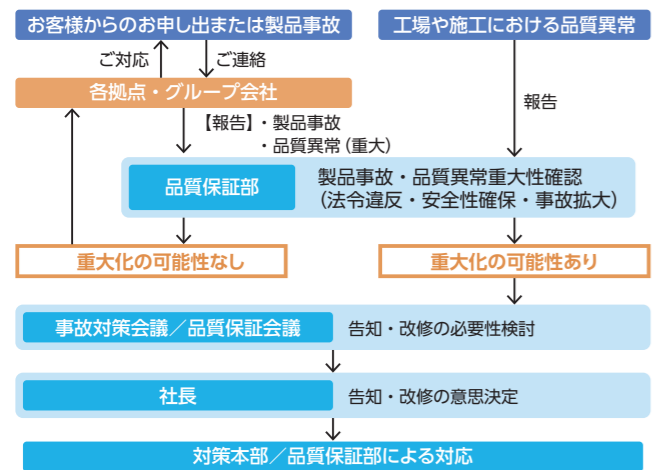 お客様からのお申し出または製品事故
工場や施工における品質異常
ご対応
ご連絡
各拠点・グループ会社
報告
【報告】・製品事故
・品質異常(重大)
品質保証部
製品事故・品質異常重大性確認
(法令違反・安全性確保・事故拡大)
重大化の可能性なし
重大化の可能性あり
事故対策会議／品質保証会議
告知・改修の必要性検討
社長
告知・改修の意思決定
対策本部／品質保証部による対応